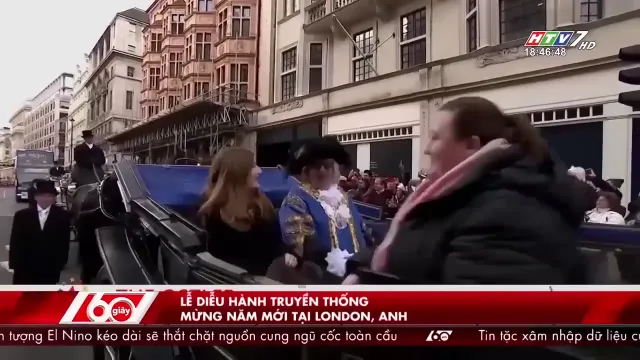 HTV7 HD
18:46:48
60 giây
LỄ DIỄU HÀNH TRUYỀN THỐNG
MỪNG NĂM MỚI TẠI LONDON, ANH
n tượng El Nino kéo dài sẽ thắt chặt nguồn cung ngũ cốc toàn cầu 60 giây Tin tặc xâm nhập dữ liệu c